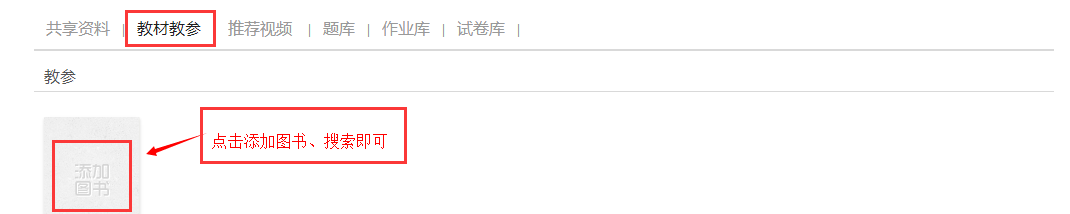 共享资料 | 教材教参 推荐视频 | 题库 | 作业库 | 试卷库 |
教参
点击添加图书、搜索即可
添加
图书